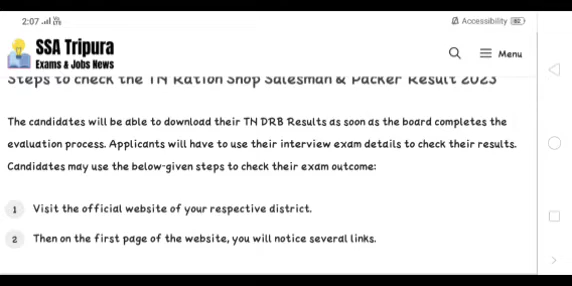 2:07
Accessibility
SSA Tripura
Exams & Jobs News
Menu
Steps to check the TN Ration Shop Salesman & Packer Result 2023
The candidates will be able to download their TN DRB Results as soon as the board completes the
evaluation process. Applicants will have to use their interview exam details to check their results.
Candidates may use the below-given steps to check their exam outcome:
1 Visit the official website of your respective district.
2 Then on the first page of the website, you will notice several links.